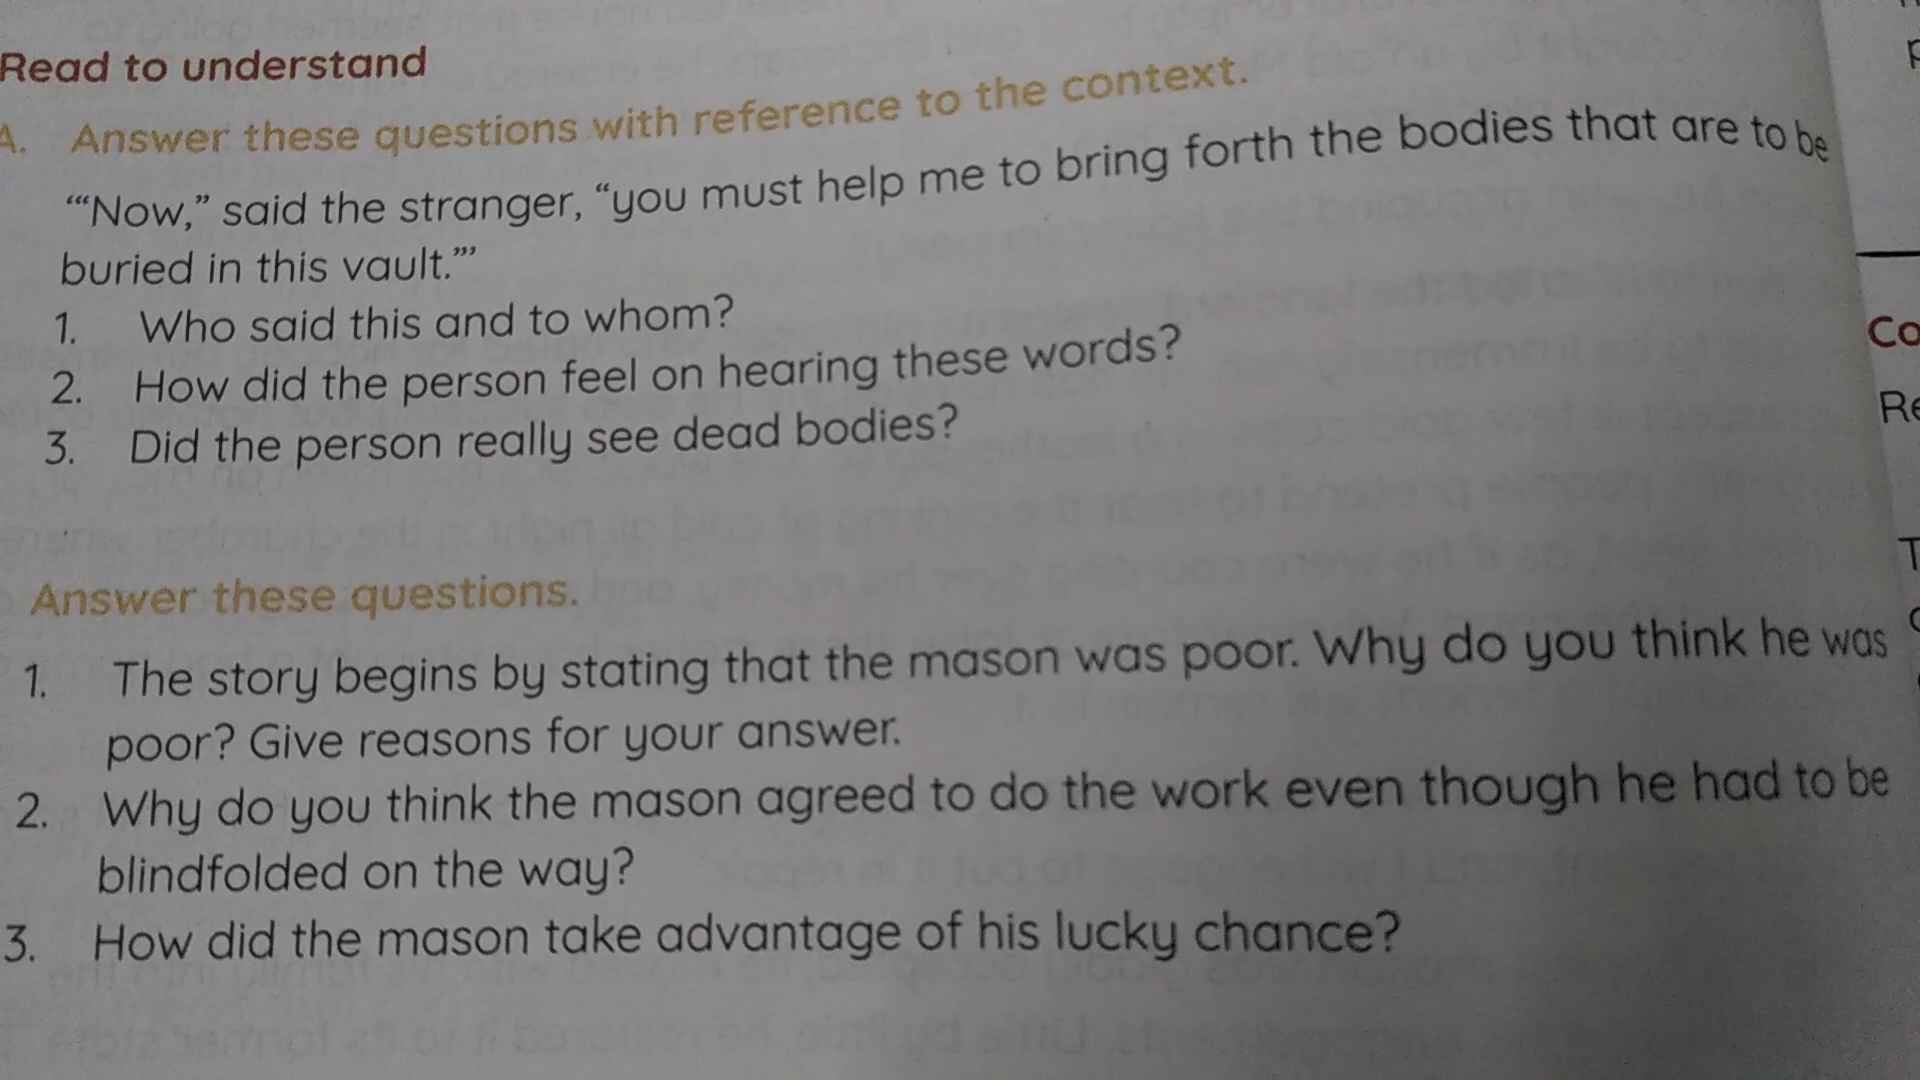 Read to understand
A. Answer these questions with reference to the context.
“‘Now,” said the stranger, “you must help me to bring forth the bodies that are to be
buried in this vault.”’
1. Who said this and to whom?
2. How did the person feel on hearing these words?
3. Did the person really see dead bodies?
Answer these questions.
1. The story begins by stating that the mason was poor. Why do you think he was
poor? Give reasons for your answer.
2. Why do you think the mason agreed to do the work even though he had to be
blindfolded on the way?
3. How did the mason take advantage of his lucky chance?
Co
Re